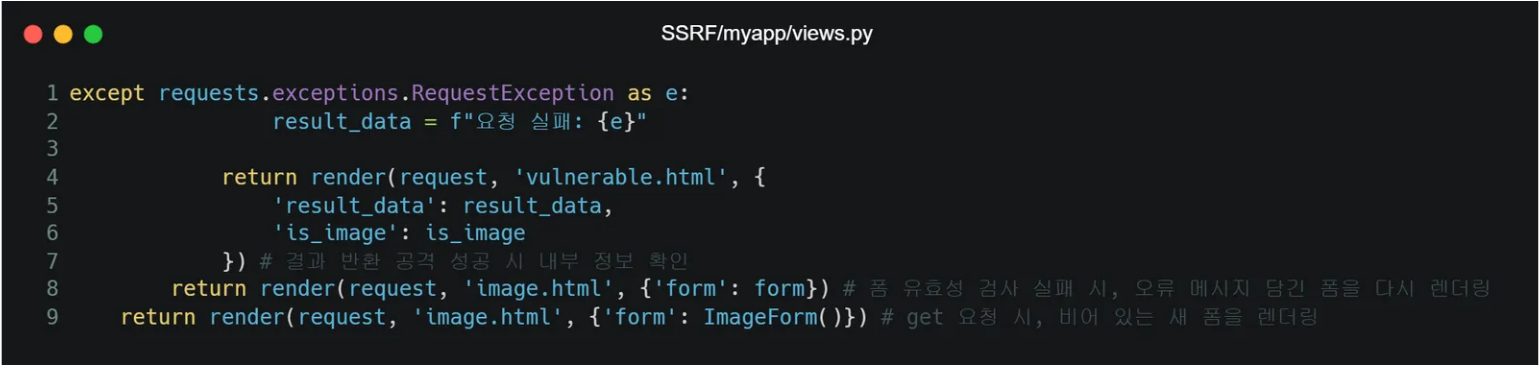 SSRF/myapp/views.py
1 except requests.exceptions.RequestException as e:
2 result_data = f"요청 실패: {e}"
3
4 return render(request, 'vulnerable.html', {
5 'result_data': result_data,
6 'is_image': is_image
7 }) # 결과 반환 공격 성공 시 내부 정보 확인
8 return render(request, 'image.html', {'form': form}) # 폼 유효성 검사 실패 시, 오류 메시지 담긴 폼을 다시 렌더링
9 return render(request, 'image.html', {'form': ImageForm()}) # get 요청 시, 비어 있는 새 폼을 렌더링